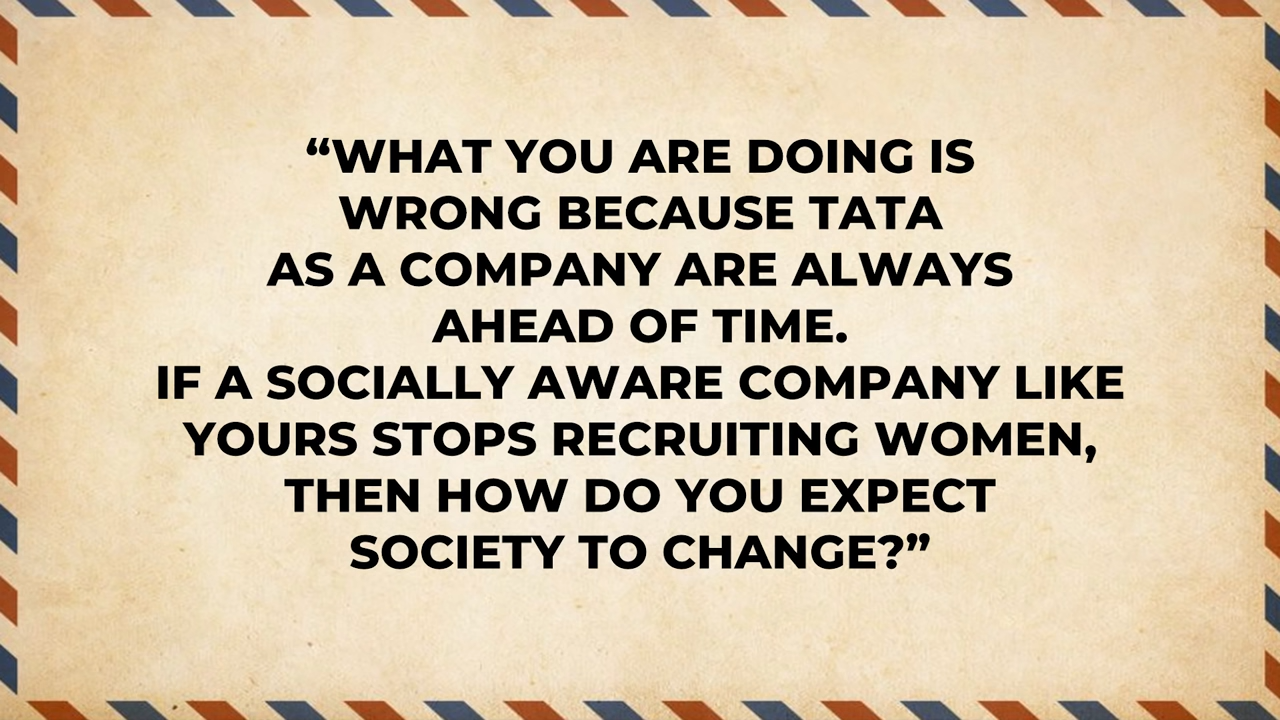 “WHAT YOU ARE DOING IS
WRONG BECAUSE TATA
AS A COMPANY ARE ALWAYS
AHEAD OF TIME.
IF A SOCIALLY AWARE COMPANY LIKE
YOURS STOPS RECRUITING WOMEN,
THEN HOW DO YOU EXPECT
SOCIETY TO CHANGE?”